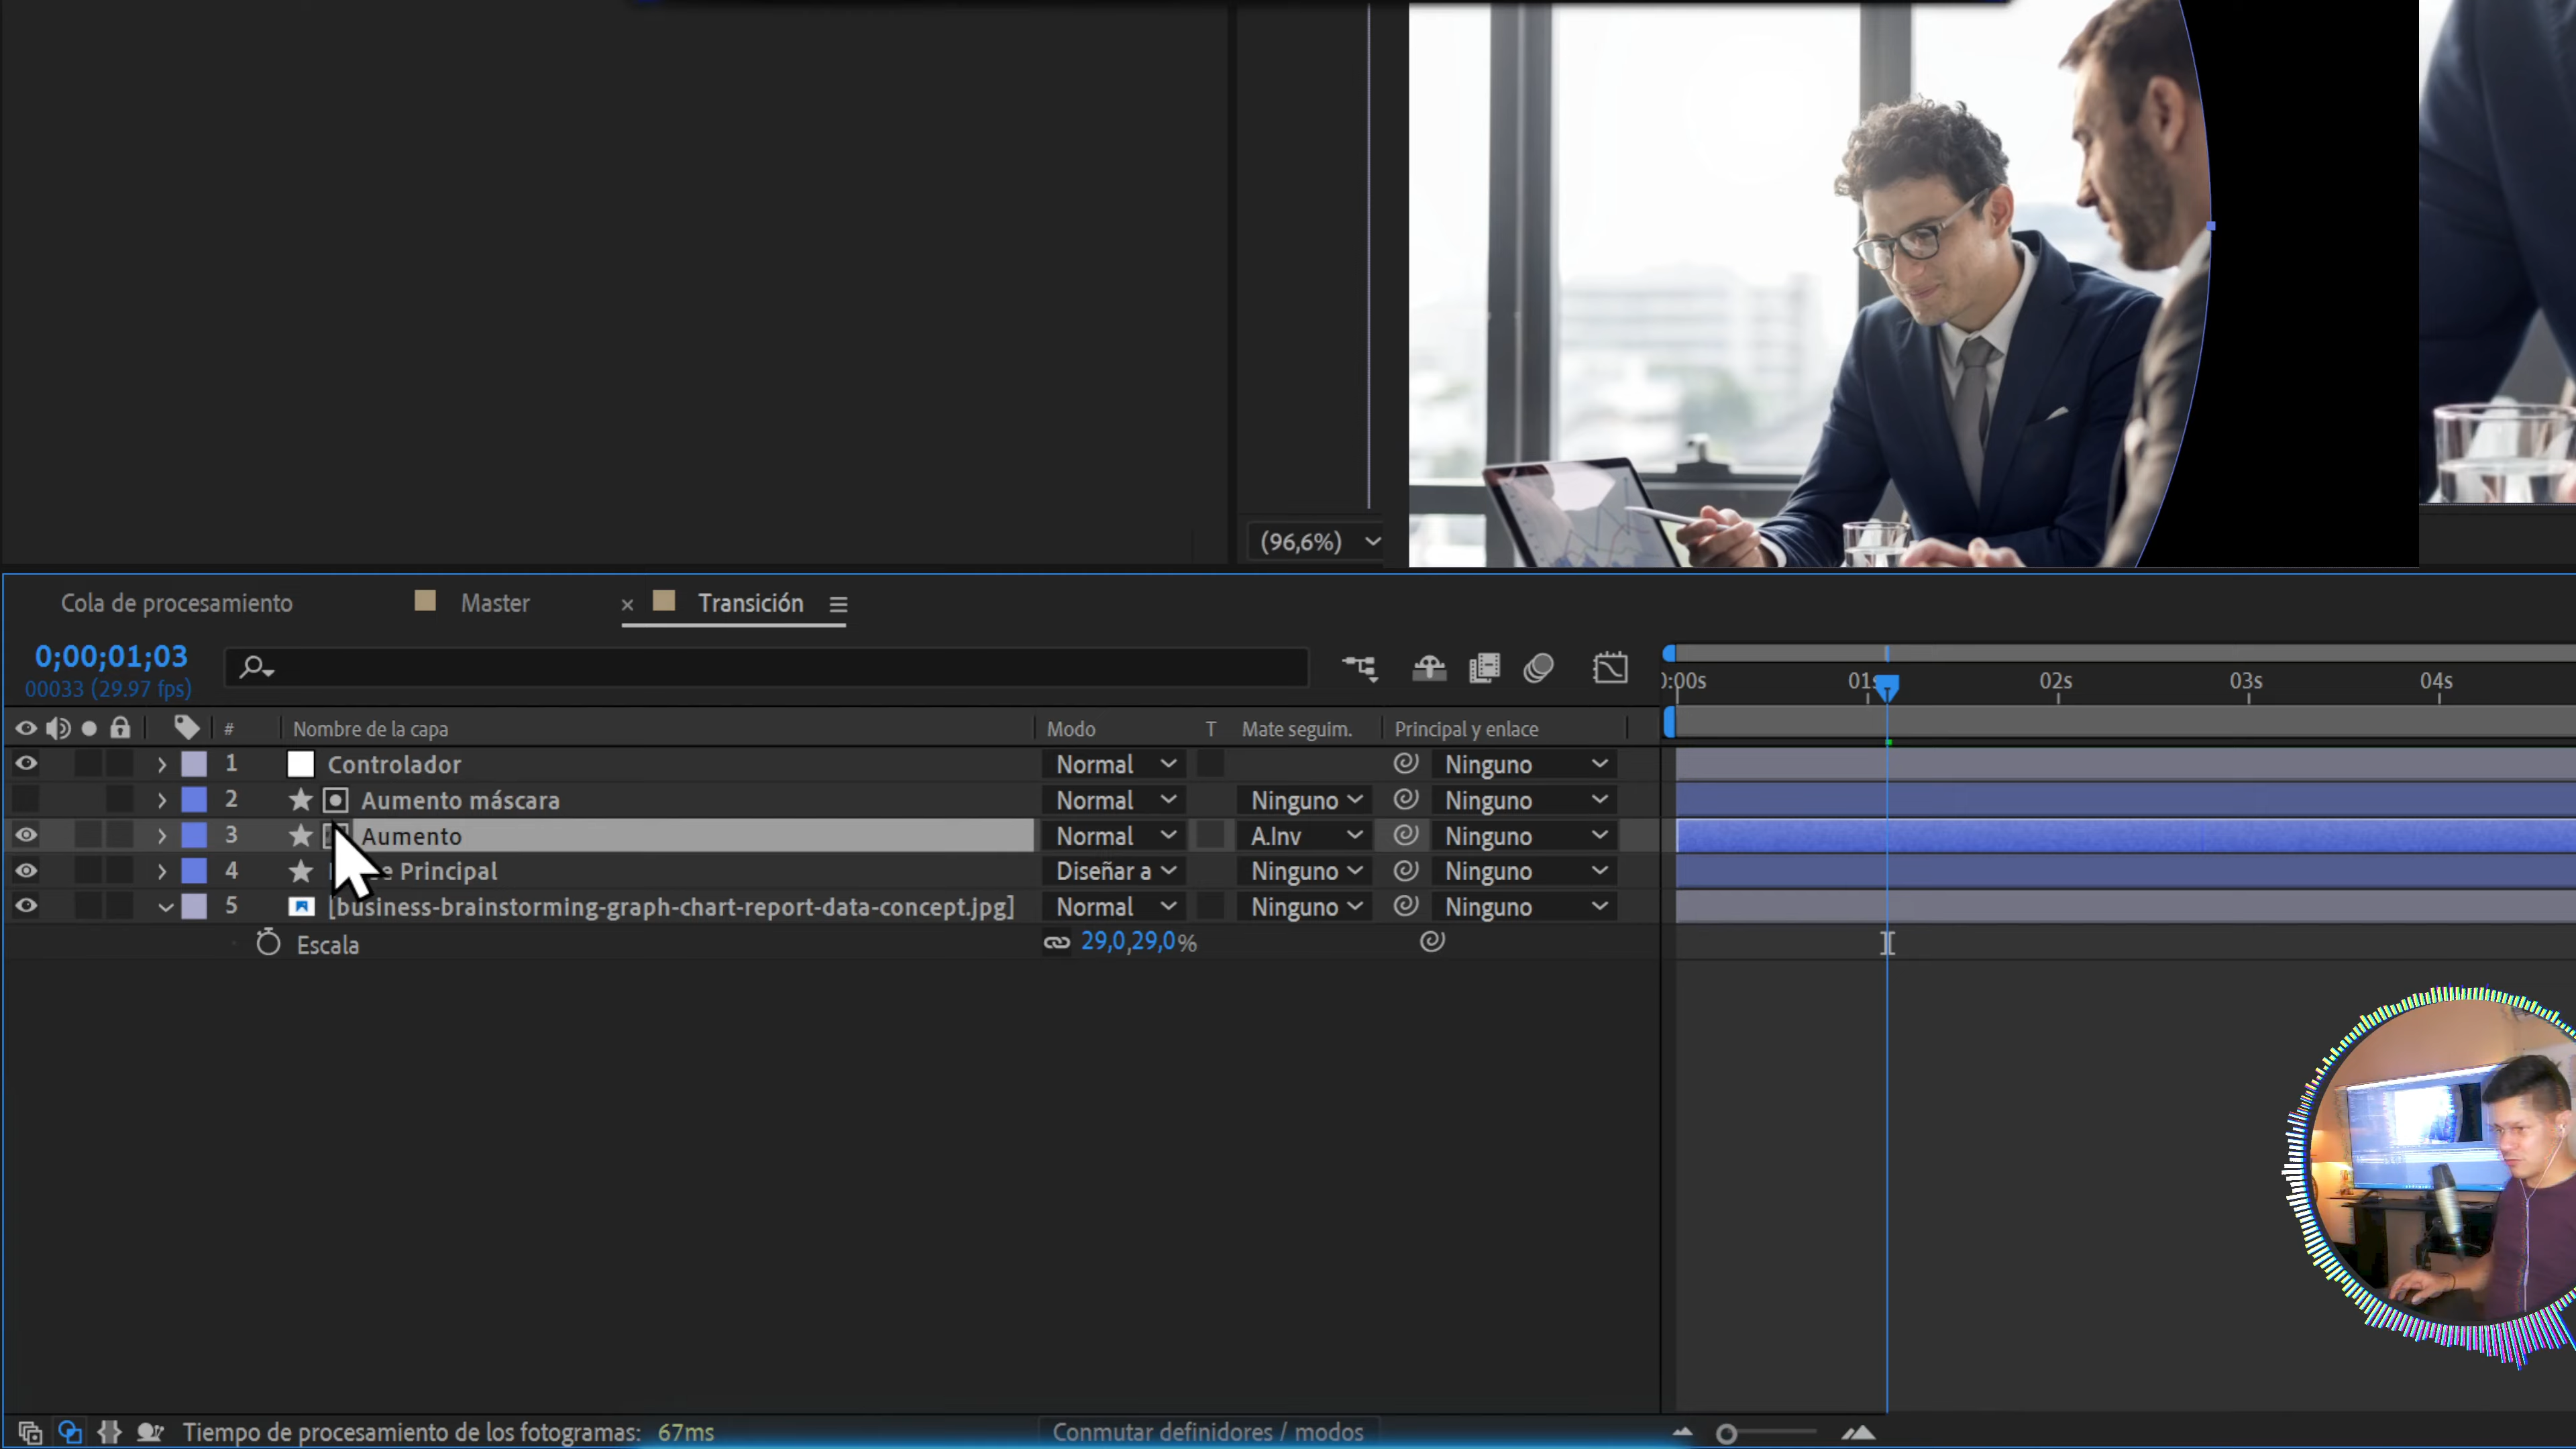 (96,6%)
Cola de procesamiento Master × Transición
0;00;01;03
00033 (29.97 fps)
0:00s 01s 02s 03s 04s
# Nombre de la capa Modo T Mate seguim. Principal y enlace
1 Controlador Normal Ninguno
2 Aumento máscara Normal Ninguno Ninguno
3 Aumento Normal A.Inv Ninguno
4 Principal Diseñar a Ninguno Ninguno
5 [business-brainstorming-graph-chart-report-data-concept.jpg] Normal Ninguno Ninguno
Escala 29,0,29,0%
Tiempo de procesamiento de los fotogramas: 67ms Conmutar definidores / modos